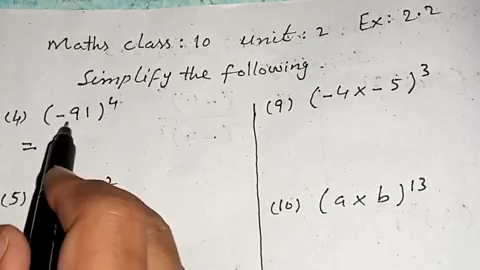 Maths class: 10 unit: 2 Ex: 2.2
Simplify the following.
(4) (-91)^4
=
(5)
(9) (-4 x -5)^3
(10) (a x b)^13